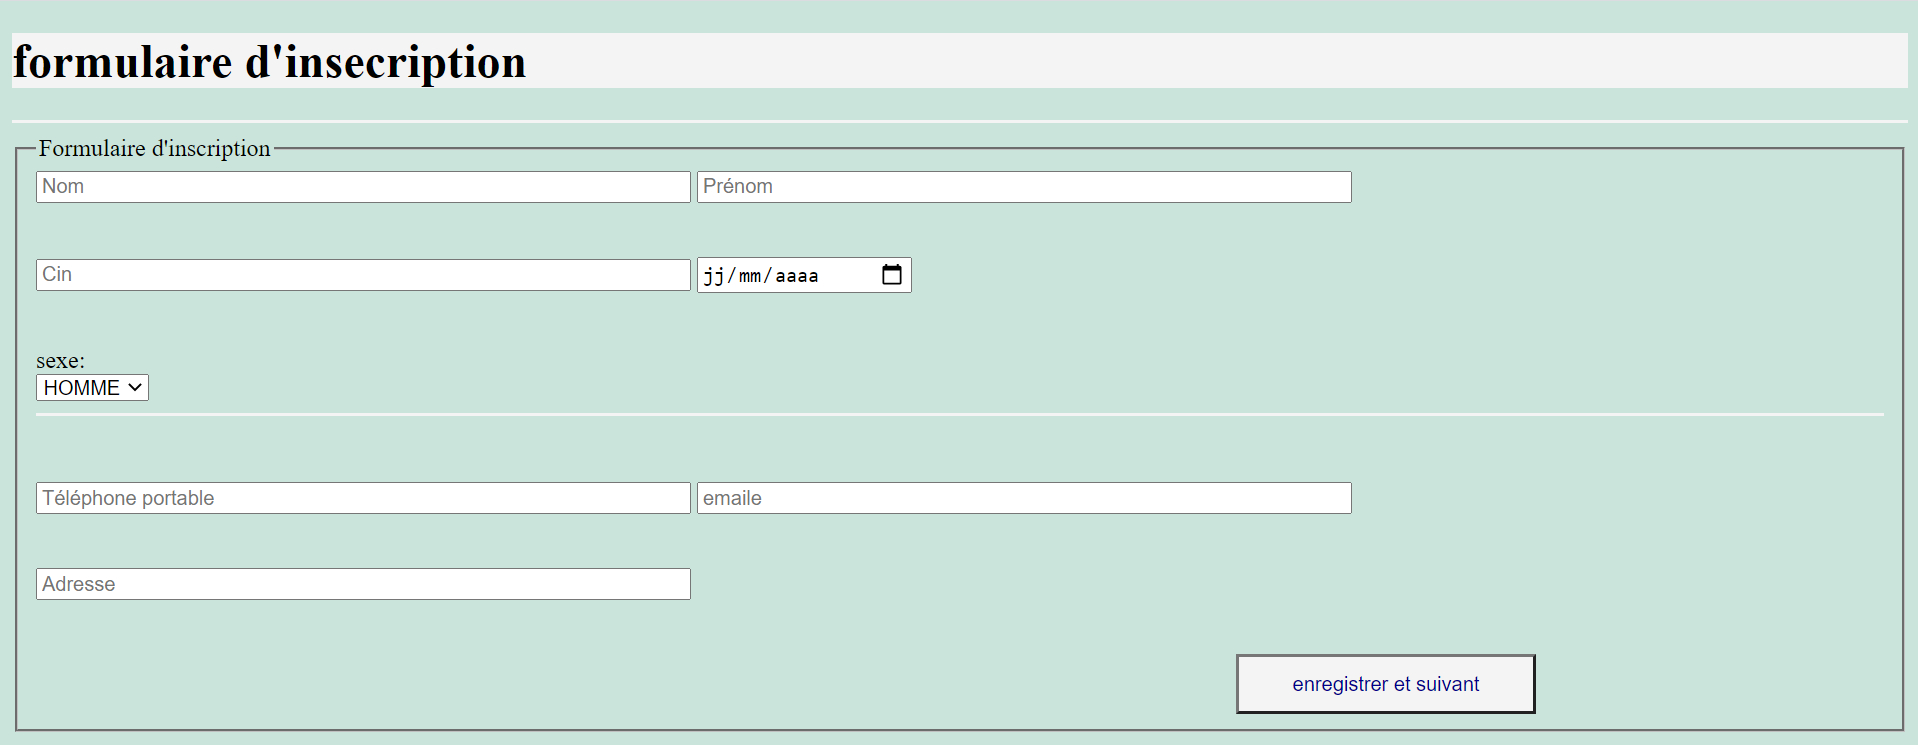 formulaire d'insecription
Formulaire d'inscription
Nom Prénom
Cin jj/mm/aaaa
sexe:
HOMME
Téléphone portable emaile
Adresse
enregistrer et suivant